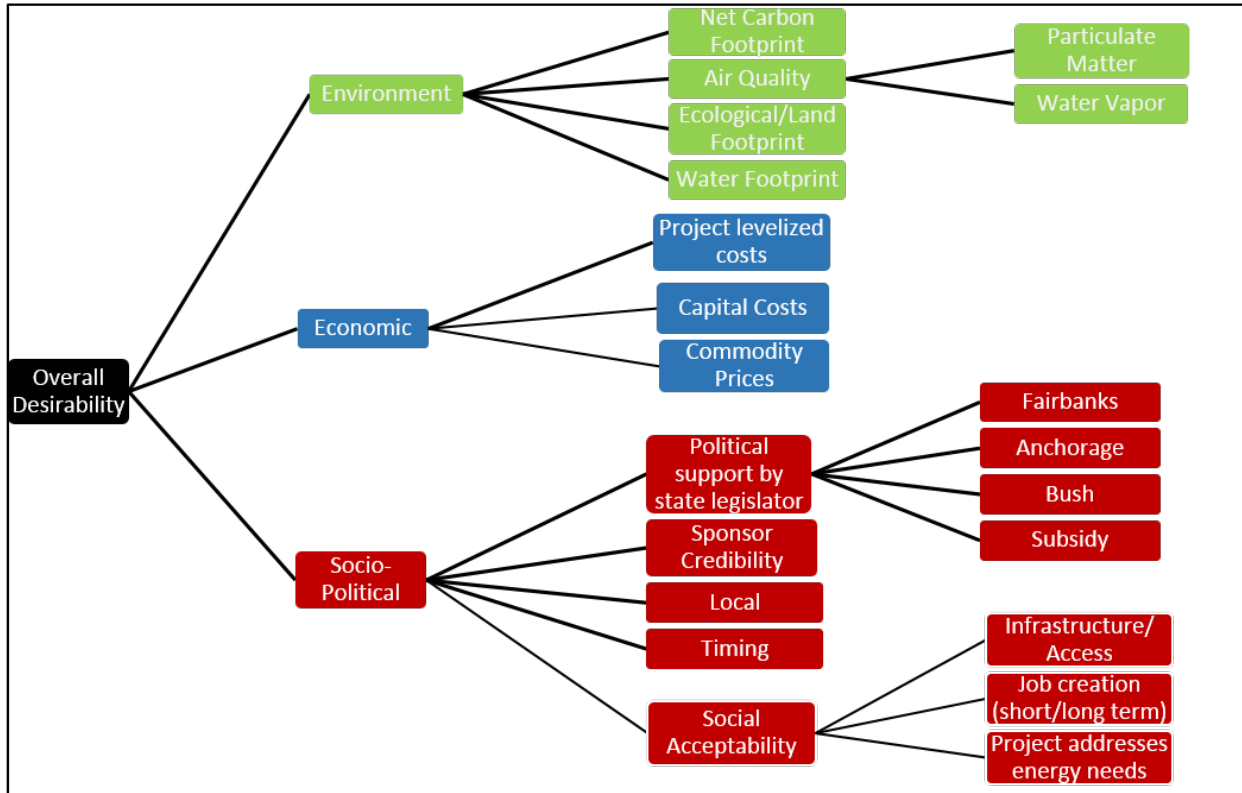 Net Carbon
Footprint
Particulate
Matter
Environment
Air Quality
Water Vapor
Ecological/Land
Footprint
Water Footprint
Project levelized
costs
Economic
Capital Costs
Commodity
Prices
Overall
Desirability
Fairbanks
Political
support by
state legislator
Anchorage
Bush
Subsidy
Sponsor
Credibility
Socio-
Political
Local
Timing
Infrastructure/
Access
Job creation
(short/long term)
Social
Acceptability
Project addresses
energy needs